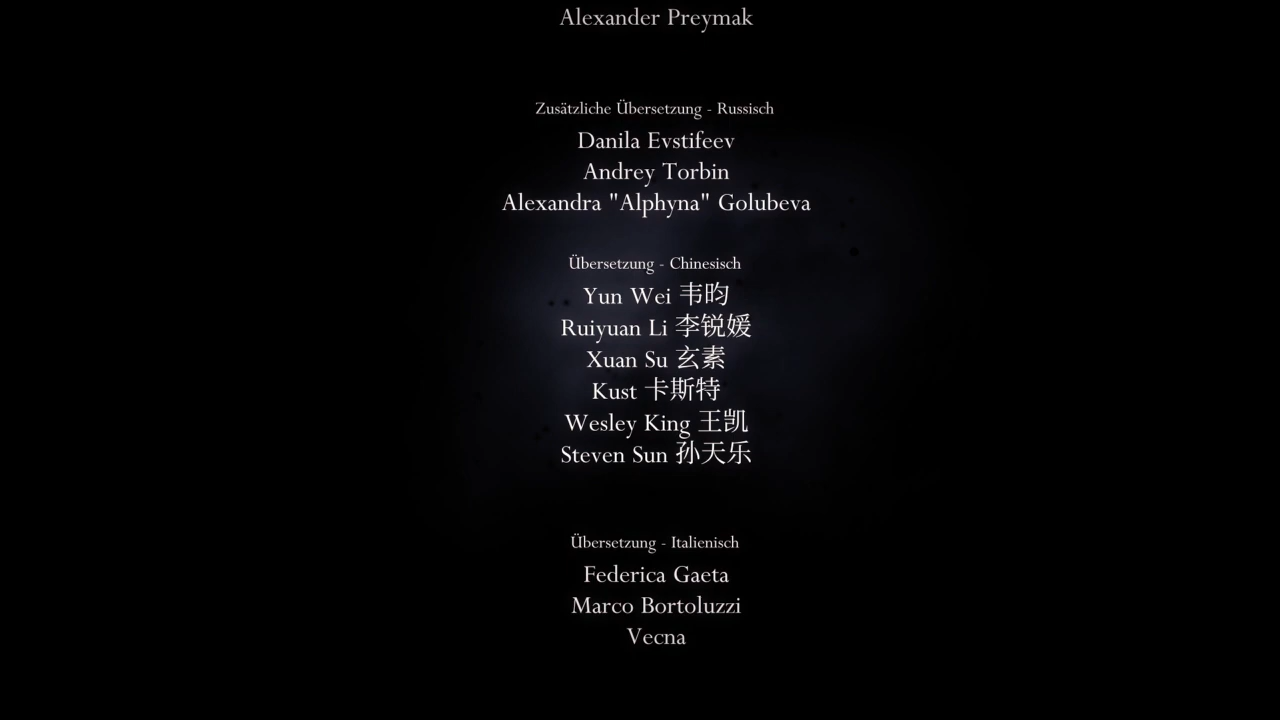 Alexander Preymak
Zusätzliche Übersetzung - Russisch
Danila Evstifeev
Andrey Torbin
Alexandra "Alphyna" Golubeva
Übersetzung - Chinesisch
Yun Wei 韦昀
Ruiyuan Li 李锐媛
Xuan Su 玄素
Kust 卡斯特
Wesley King 王凯
Steven Sun 孙天乐
Übersetzung - Italienisch
Federica Gaeta
Marco Bortoluzzi
Vecna